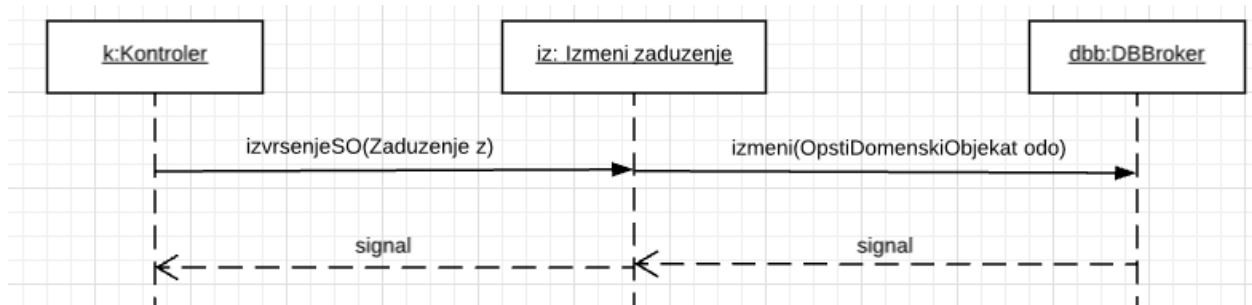 k:Kontroler
iz: Izmeni zaduzenje
dbb:DBBroker
izvrsenjeSO(Zaduzenje z)
izmeni(OpstiDomenskiObjekat odo)
signal
signal